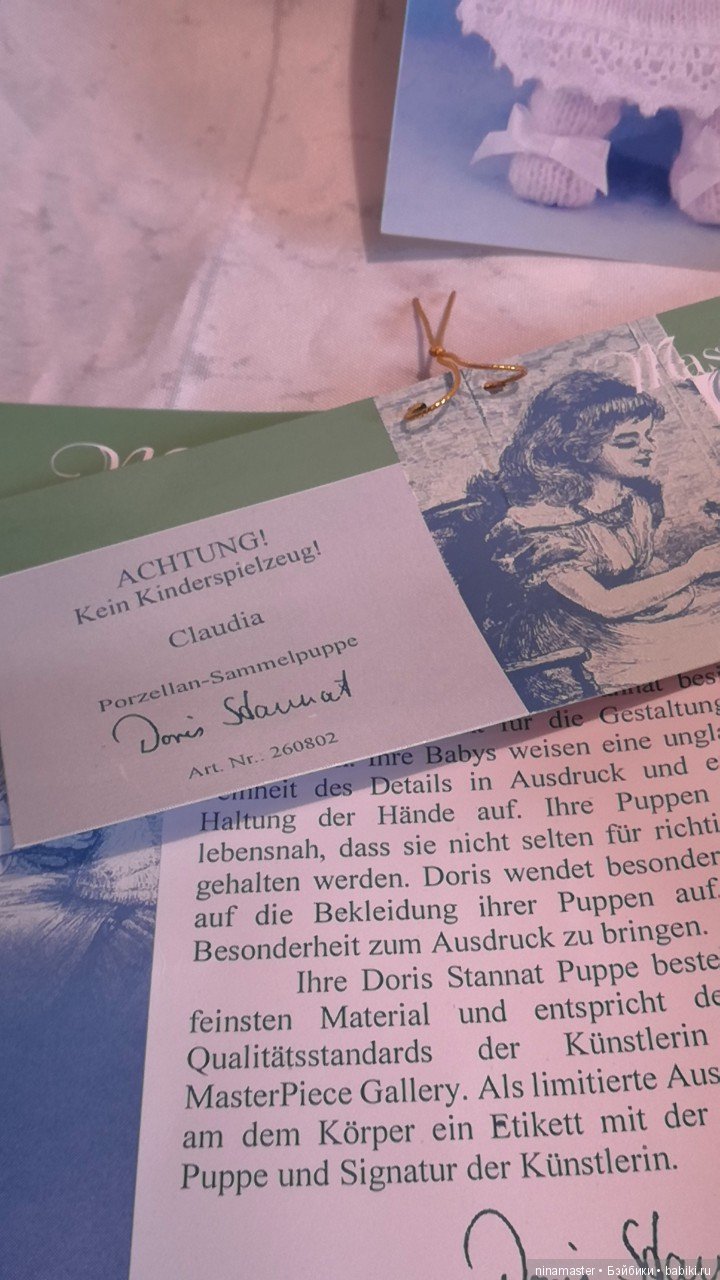 Mas
ACHTUNG!
Kein Kinderspielzeug!
Claudia
Porzellan-Sammelpuppe
Doris Stannat
Art. Nr.: 260802
für die Gestaltung
Ihre Babys weisen eine ungla
des Details in Ausdruck und e
Haltung der Hände auf. Ihre Puppen
lebensnah, dass sie nicht selten für richti
gehalten werden. Doris wendet besonder
auf die Bekleidung ihrer Puppen auf
Besonderheit zum Ausdruck zu bringen.
Ihre Doris Stannat Puppe beste
feinsten Material und entspricht de
Qualitätsstandards der Künstlerin
MasterPiece Gallery. Als limitierte Aus
am dem Körper ein Etikett mit der
Puppe und Signatur der Künstlerin.
Doris Stannat
ninamaster • Бэйбики • babiki.ru